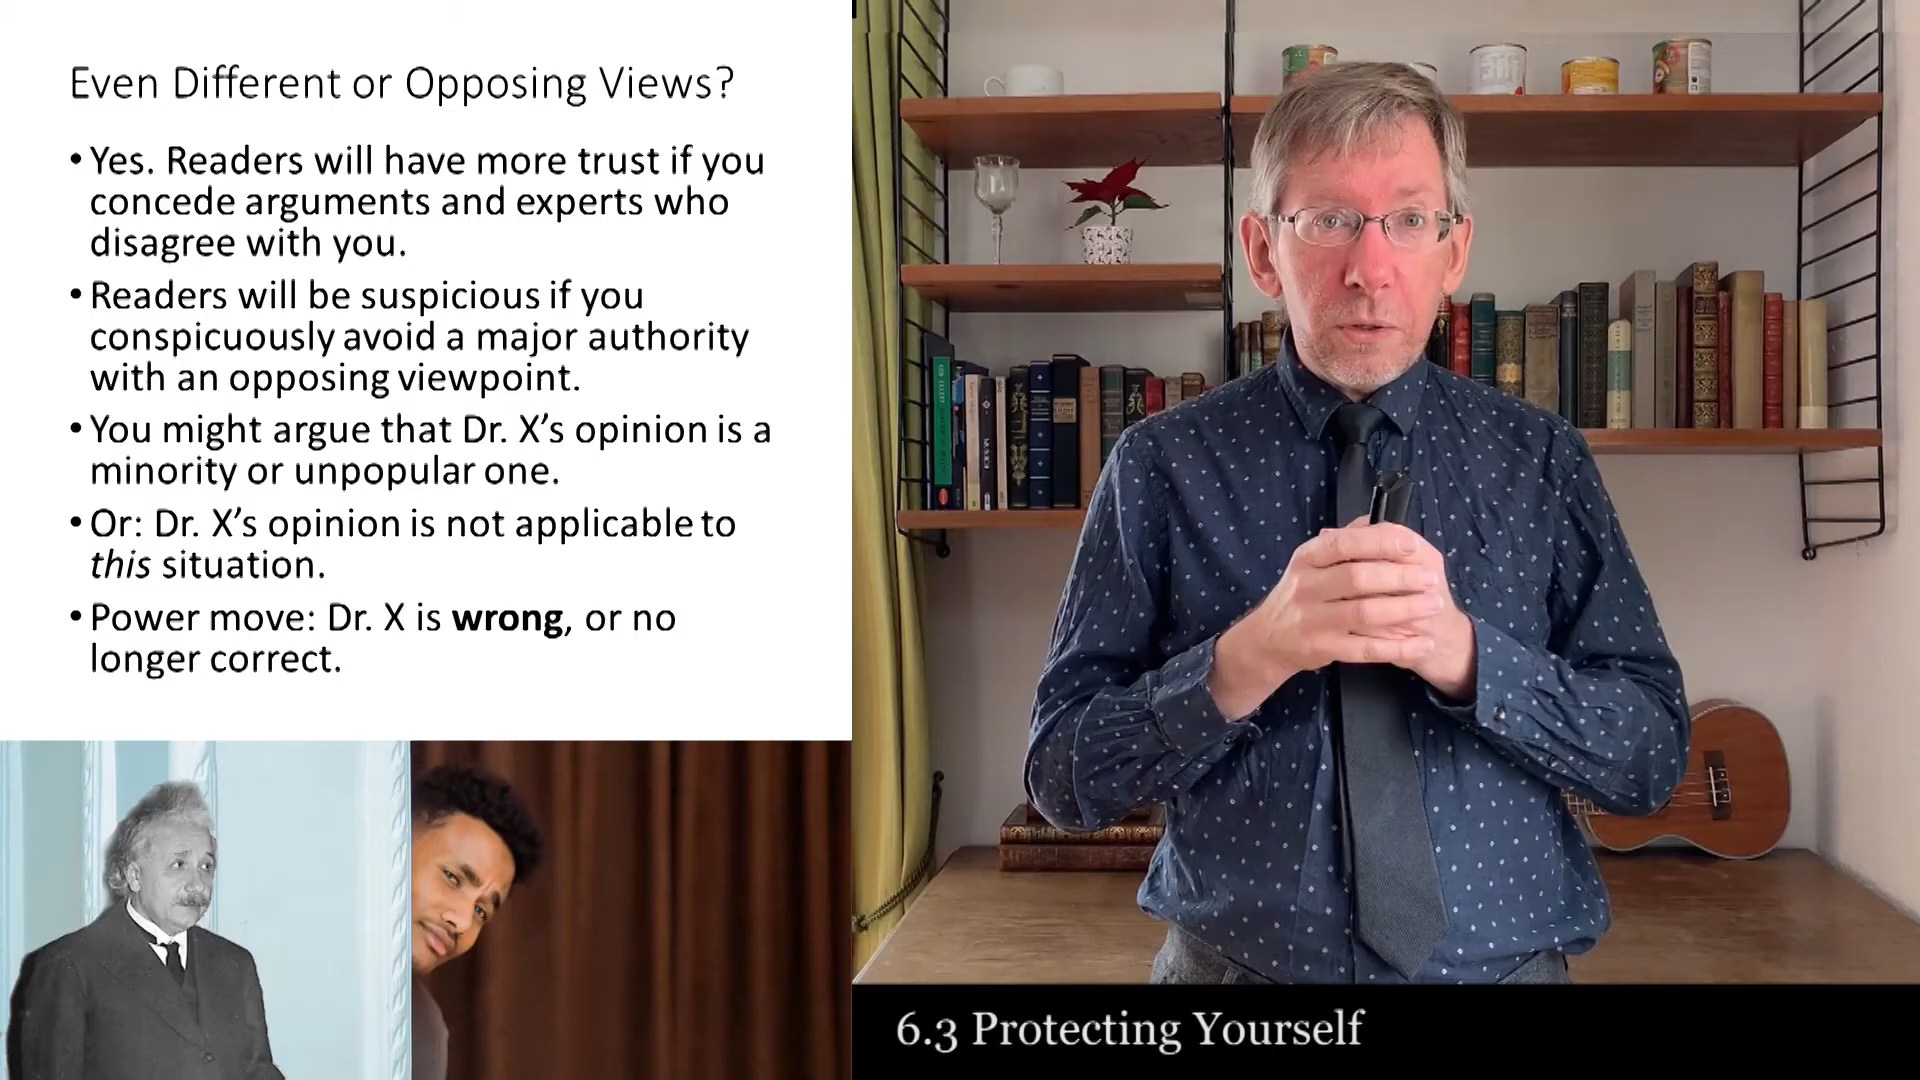 Even Different or Opposing Views?
• Yes. Readers will have more trust if you
concede arguments and experts who
disagree with you.
• Readers will be suspicious if you
conspicuously avoid a major authority
with an opposing viewpoint.
• You might argue that Dr. X’s opinion is a
minority or unpopular one.
• Or: Dr. X’s opinion is not applicable to
this situation.
• Power move: Dr. X is wrong, or no
longer correct.
6.3 Protecting Yourself